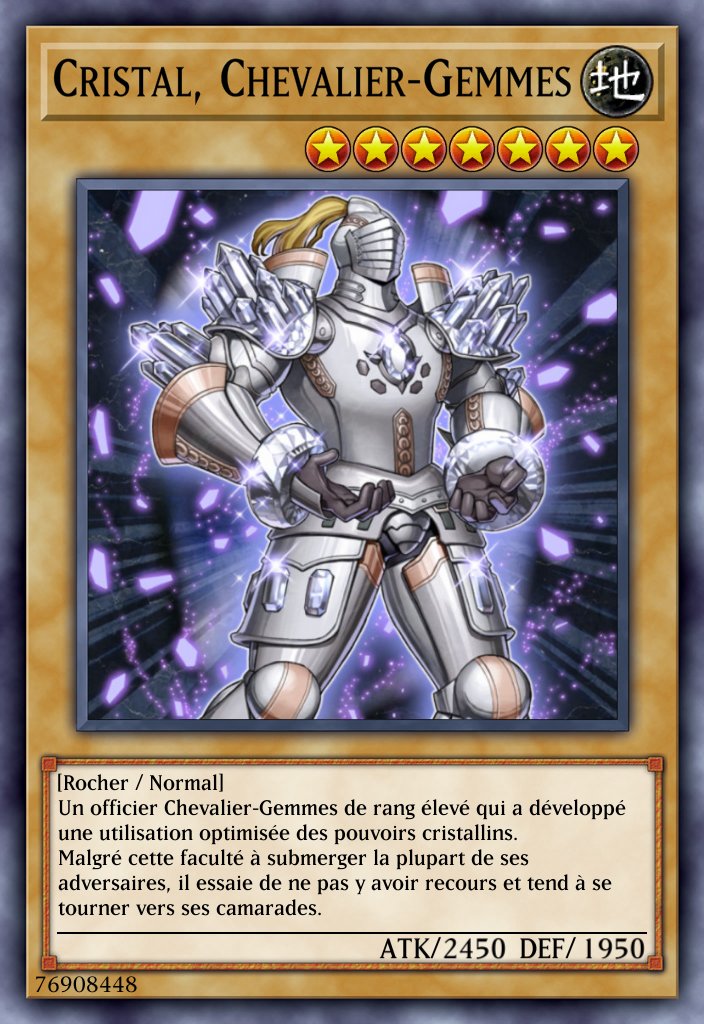 Cristal, Chevalier-Gemmes 地
[Rocher / Normal]
Un officier Chevalier-Gemmes de rang élevé qui a développé
une utilisation optimisée des pouvoirs cristallins.
Malgré cette faculté à submerger la plupart de ses
adversaires, il essaie de ne pas y avoir recours et tend à se
tourner vers ses camarades.
ATK/2450 DEF/1950
76908448